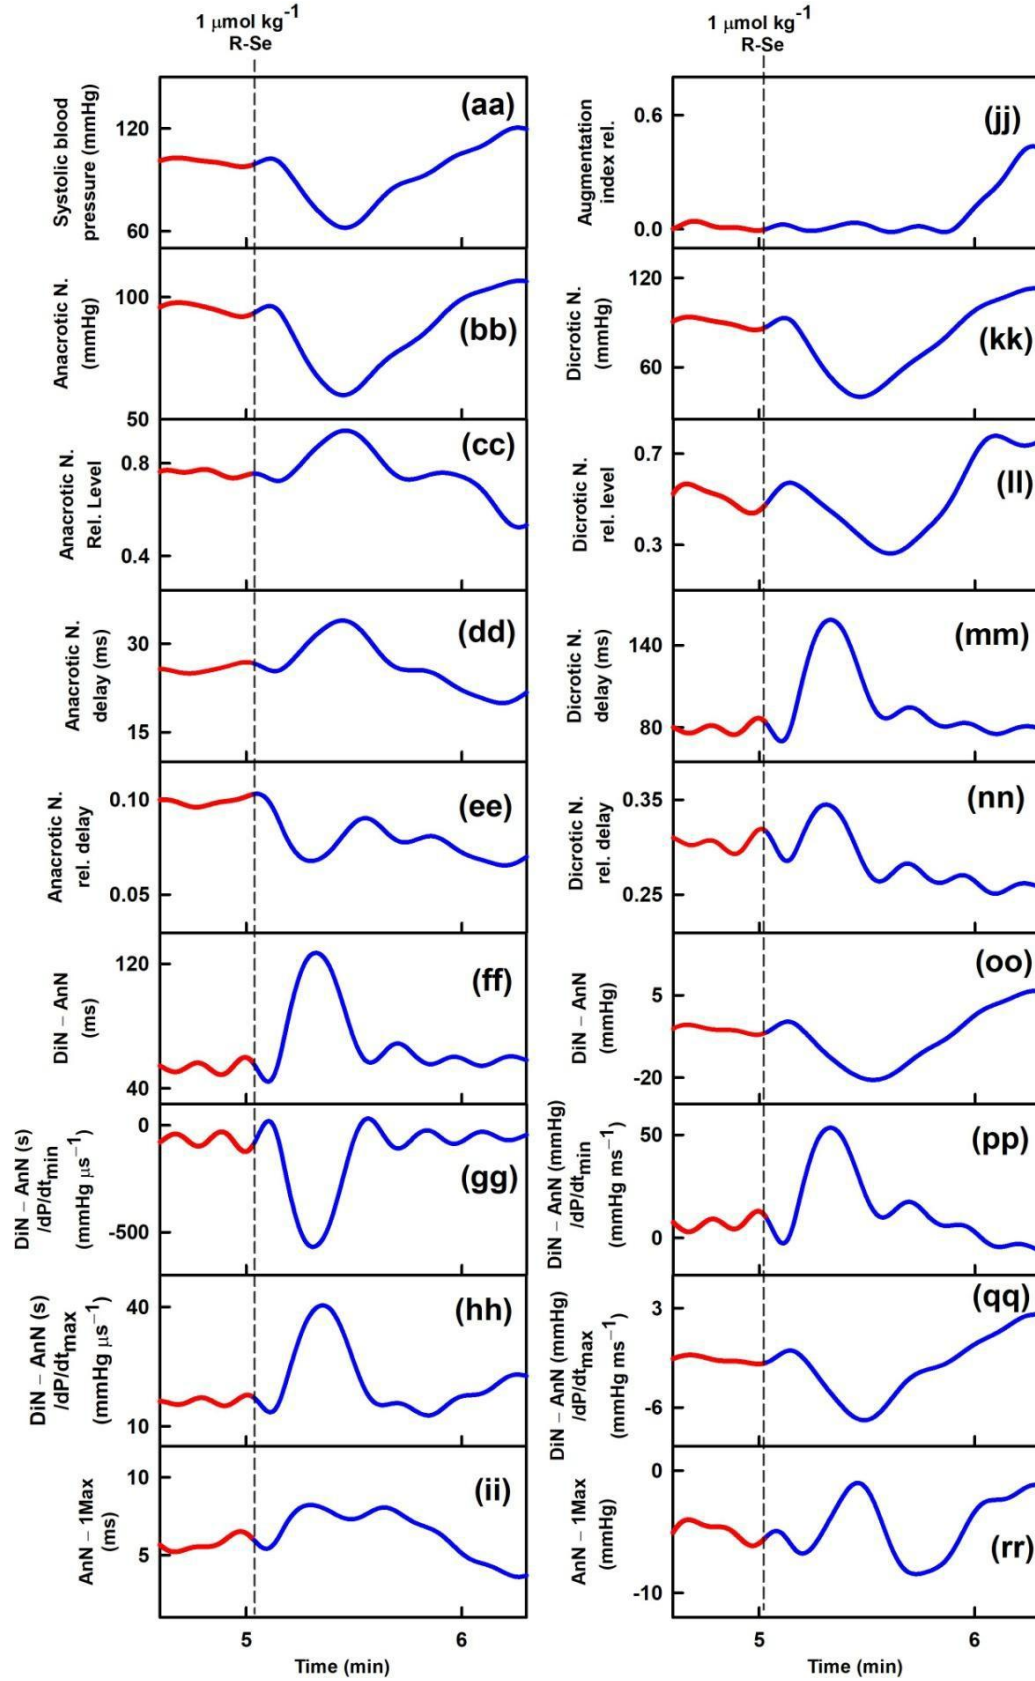 1 μmol kg⁻¹
R-Se
Systolic blood
pressure (mmHg)
120
60
(aa)
Anacrotic N.
(mmHg)
100
50
(bb)
Anacrotic N.
Rel. Level
0.8
0.4
(cc)
Anacrotic N.
delay (ms)
30
15
(dd)
Anacrotic N.
rel. delay
0.10
0.05
(ee)
DiN – AnN
(ms)
120
40
(ff)
DiN – AnN (s)
/dP/dtmin
(mmHg μs⁻¹)
0
-500
(gg)
DiN – AnN (s)
/dP/dtmax
(mmHg μs⁻¹)
40
10
(hh)
AnN – 1Max
(ms)
10
5
(ii)
5
6
Time (min)
1 μmol kg⁻¹
R-Se
Augmentation
index rel.
0.6
0.0
(jj)
Dicrotic N.
(mmHg)
120
60
(kk)
Dicrotic N.
rel. level
0.7
0.3
(ll)
Dicrotic N.
delay (ms)
140
80
(mm)
Dicrotic N.
rel. delay
0.35
0.25
(nn)
DiN – AnN
(mmHg)
5
-20
(oo)
DiN – AnN (mmHg)
/dP/dtmin
(mmHg ms⁻¹)
50
0
(pp)
DiN – AnN (mmHg)
/dP/dtmax
(mmHg ms⁻¹)
3
-6
(qq)
AnN – 1Max
(mmHg)
0
-10
(rr)
5
6
Time (min)